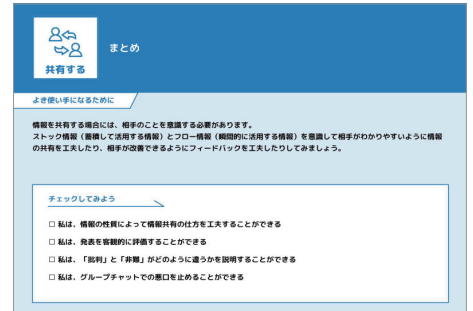 共有する
まとめ
よき使い手になるために
情報を共有する場合には、相手のことを意識する必要があります。
ストック情報（蓄積して活用する情報）とフロー情報（瞬間的に活用する情報）を意識して相手がわかりやすいように情報
の共有を工夫したり、相手が改善できるようにフィードバックを工夫したりしてみましょう。
チェックしてみよう
□ 私は、情報の性質によって情報共有の仕方を工夫することができる
□ 私は、発表を客観的に評価することができる
□ 私は、「批判」と「非難」がどのように違うかを説明することができる
□ 私は、グループチャットでの悪口を止めることができる